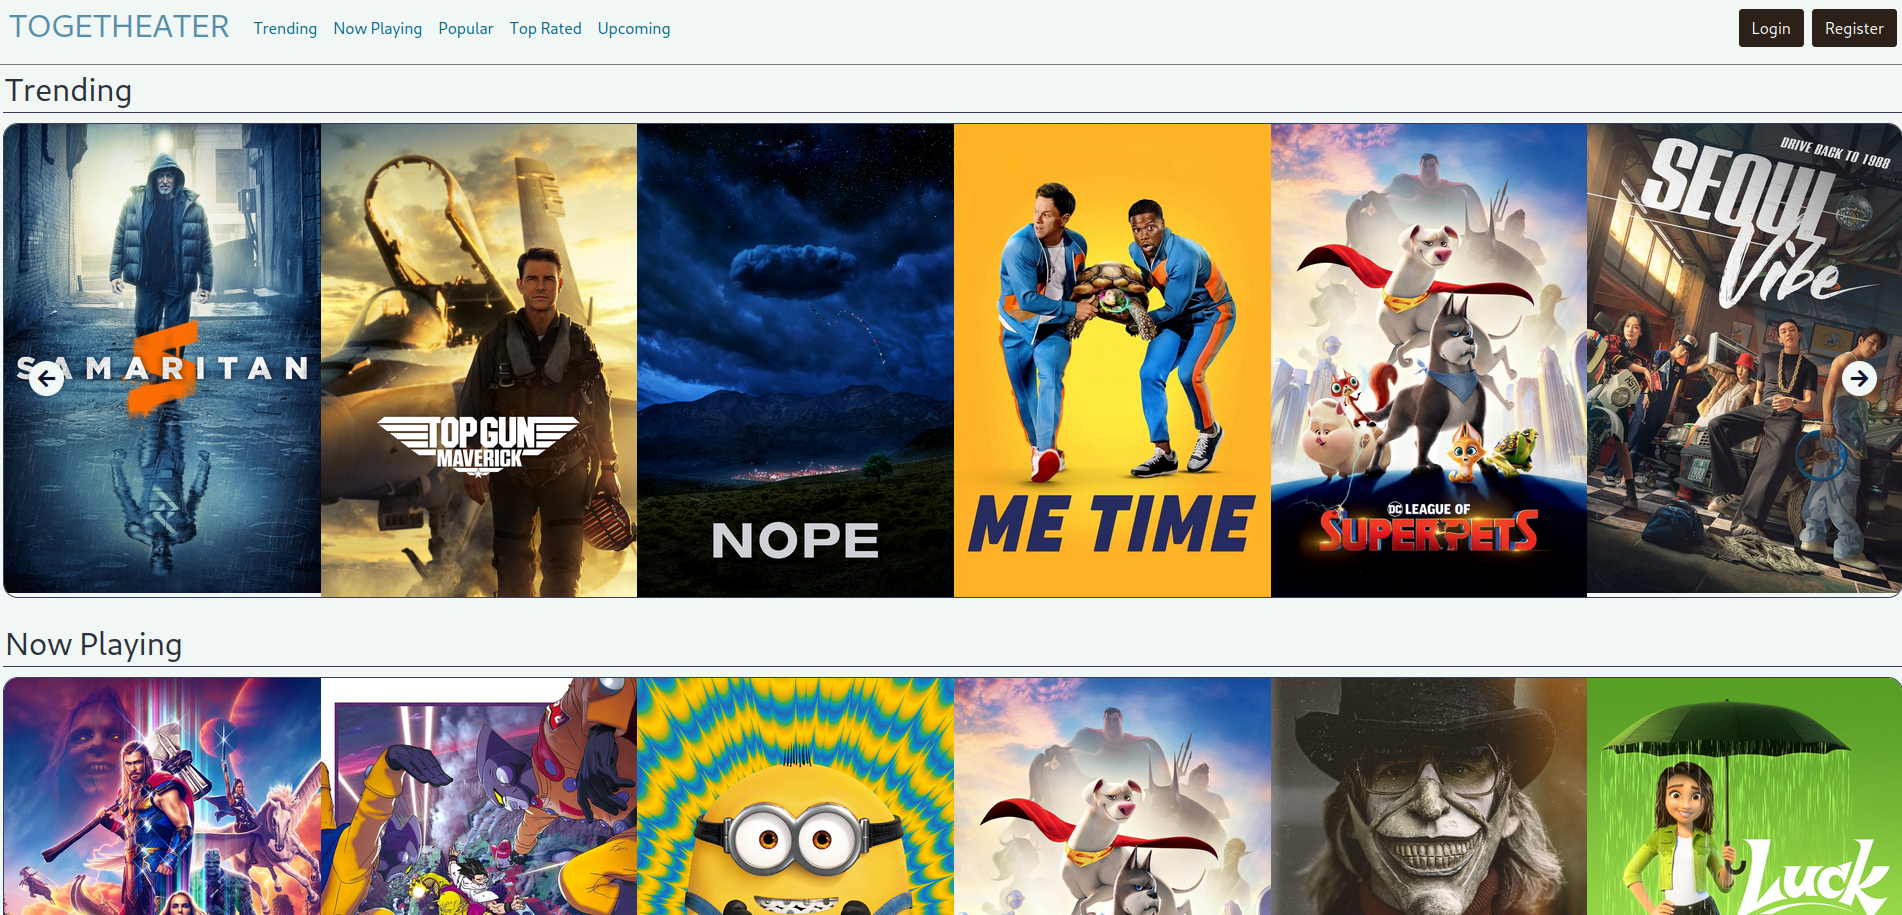 TOGETHEATER
Trending
Now Playing
Popular
Top Rated
Upcoming
Login
Register
Trending
SAMARITAN
TOP GUN
MAVERICK
NOPE
ME TIME
DC LEAGUE OF
SUPER-PETS
DRIVE BACK TO 1988
SEOUL
Vibe
Now Playing
Luck